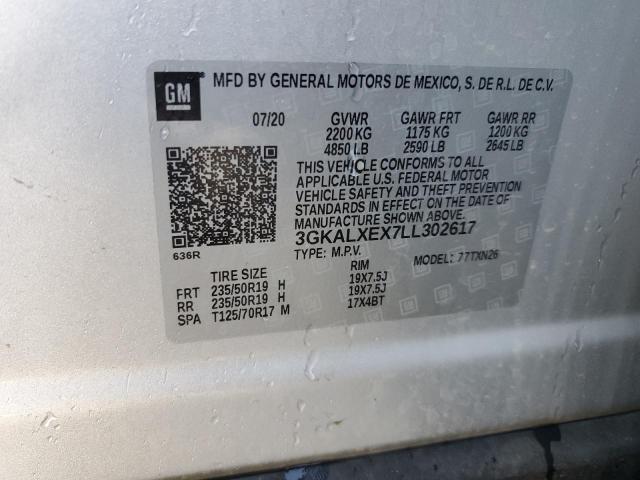 GM
MFD BY GENERAL MOTORS DE MEXICO, S. DE R.L. DE C.V.
07/20 GVWR GAWR FRT GAWR RR
2200 KG 1175 KG 1200 KG
4850 LB 2590 LB 2645 LB
THIS VEHICLE CONFORMS TO ALL
APPLICABLE U.S. FEDERAL MOTOR
VEHICLE SAFETY AND THEFT PREVENTION
STANDARDS IN EFFECT ON THE DATE OF
MANUFACTURE SHOWN ABOVE.
3GKALXEX7LL302617
636R
TYPE: M.P.V. MODEL: 77TXN26
TIRE SIZE RIM
FRT 235/50R19 H 19X7.5J
RR 235/50R19 H 19X7.5J
SPA T125/70R17 M 17X4BT